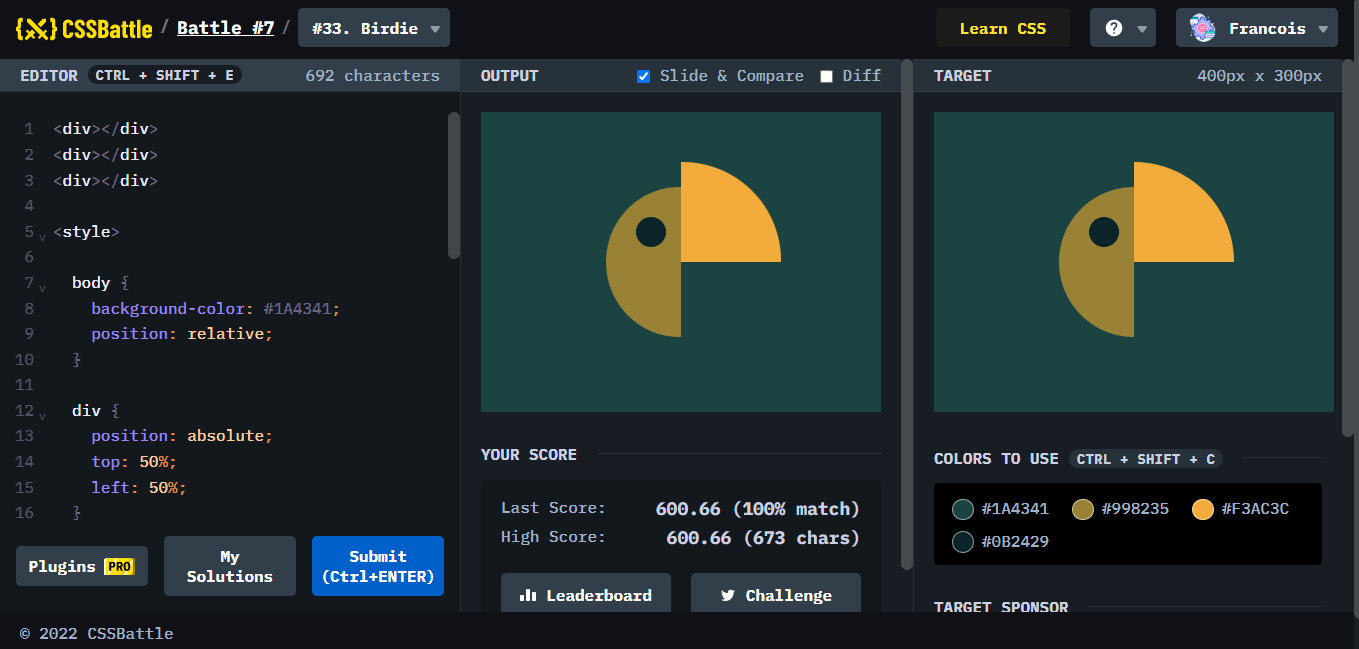 {X} CSSBattle / Battle #7 / #33. Birdie
Learn CSS
?
Francois
EDITOR CTRL + SHIFT + E 692 characters
OUTPUT Slide & Compare Diff
TARGET 400px x 300px
1 <div></div>
2 <div></div>
3 <div></div>
4
5 <style>
6
7 body {
8 background-color: #1A4341;
9 position: relative;
10 }
11
12 div {
13 position: absolute;
14 top: 50%;
15 left: 50%;
16 }
Plugins PRO
My Solutions
Submit (Ctrl+ENTER)
YOUR SCORE
Last Score: 600.66 (100% match)
High Score: 600.66 (673 chars)
Leaderboard
Challenge
COLORS TO USE CTRL + SHIFT + C
#1A4341 #998235 #F3AC3C
#0B2429
TARGET SPONSOR
© 2022 CSSBattle